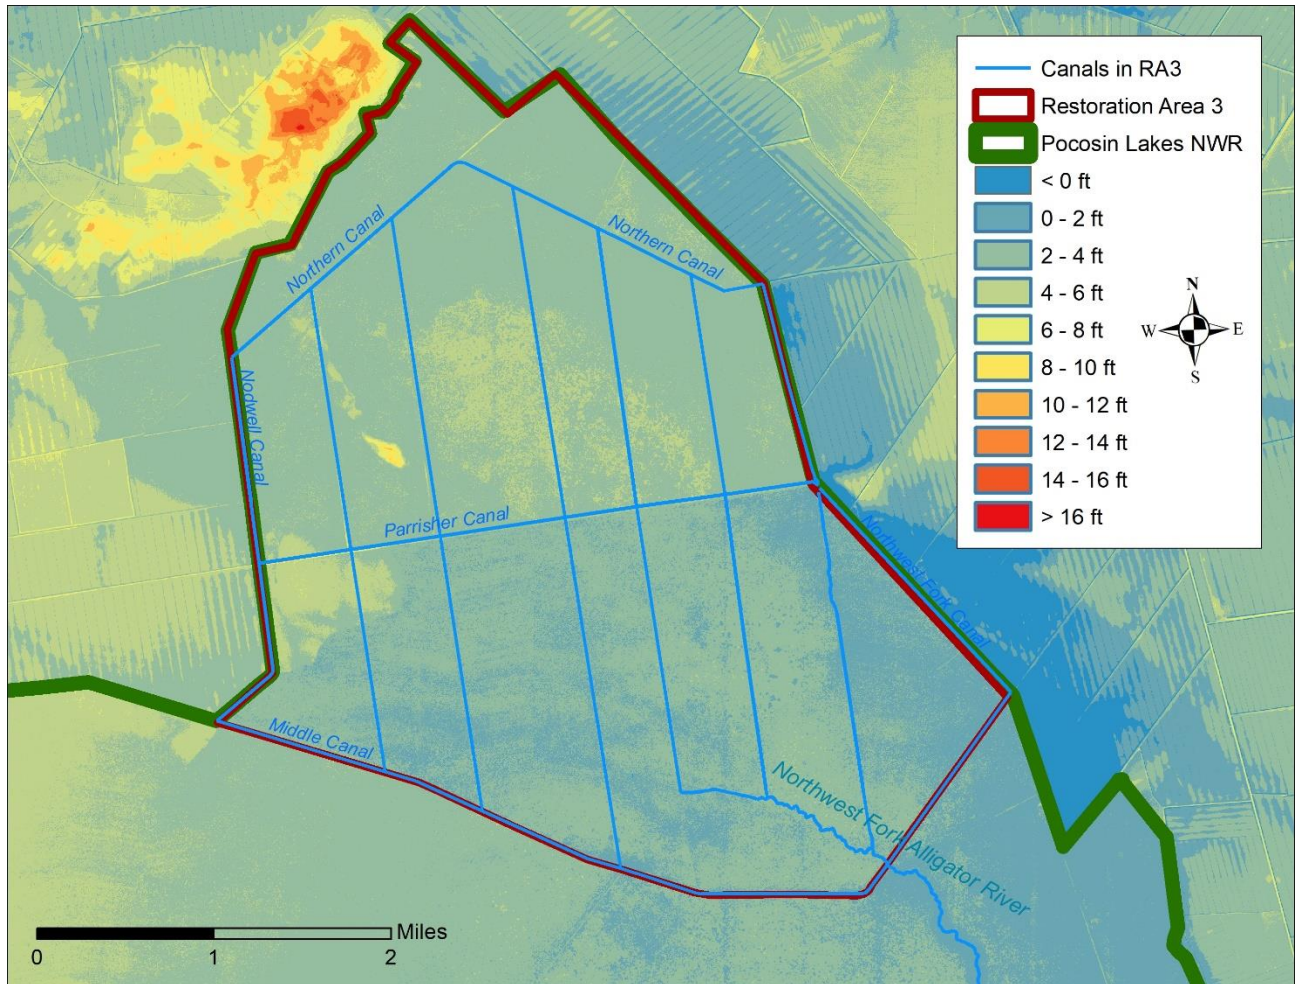 Canals in RA3
Restoration Area 3
Pocosin Lakes NWR
< 0 ft
0 - 2 ft
2 - 4 ft
4 - 6 ft
6 - 8 ft
8 - 10 ft
10 - 12 ft
12 - 14 ft
14 - 16 ft
> 16 ft
N
W
E
S
Northern Canal
Northern Canal
Nodwell Canal
Parrisher Canal
Northwest Fork Canal
Middle Canal
Northwest Fork Alligator River
Miles
0
1
2